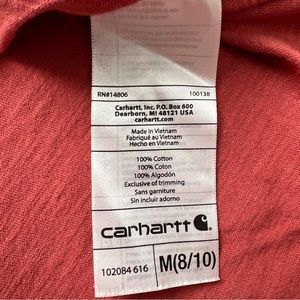 RN#14806 100138
Carhartt, Inc. P.O. Box 600
Dearborn, MI 48121 USA
carhartt.com
Made in Vietnam
Fabriqué au Vietnam
Hecho en Vietnam
100% Cotton
100% Coton
100% Algodón
Exclusive of trimming
Sans garniture
Sin incluir adorno
carhartt
102084 616 M(8/10)